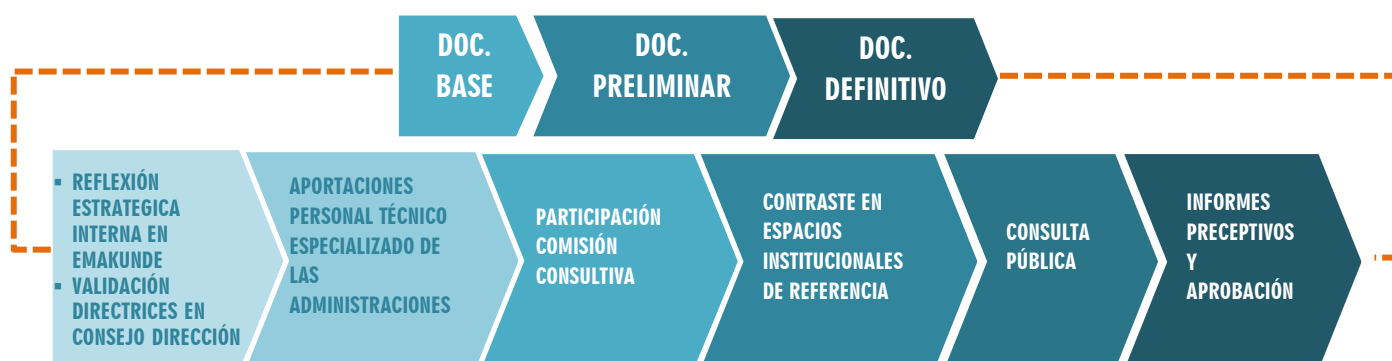 DOC.
BASE
DOC.
PRELIMINAR
DOC.
DEFINITIVO
▪ REFLEXIÓN
ESTRATEGICA
INTERNA EN
EMAKUNDE
▪ VALIDACIÓN
DIRECTRICES EN
CONSEJO DIRECCIÓN
APORTACIONES
PERSONAL TÉCNICO
ESPECIALIZADO DE
LAS
ADMINISTRACIONES
PARTICIPACIÓN
COMISIÓN
CONSULTIVA
CONTRASTE EN
ESPACIOS
INSTITUCIONALES
DE REFERENCIA
CONSULTA
PÚBLICA
INFORMES
PRECEPTIVOS
Y
APROBACIÓN